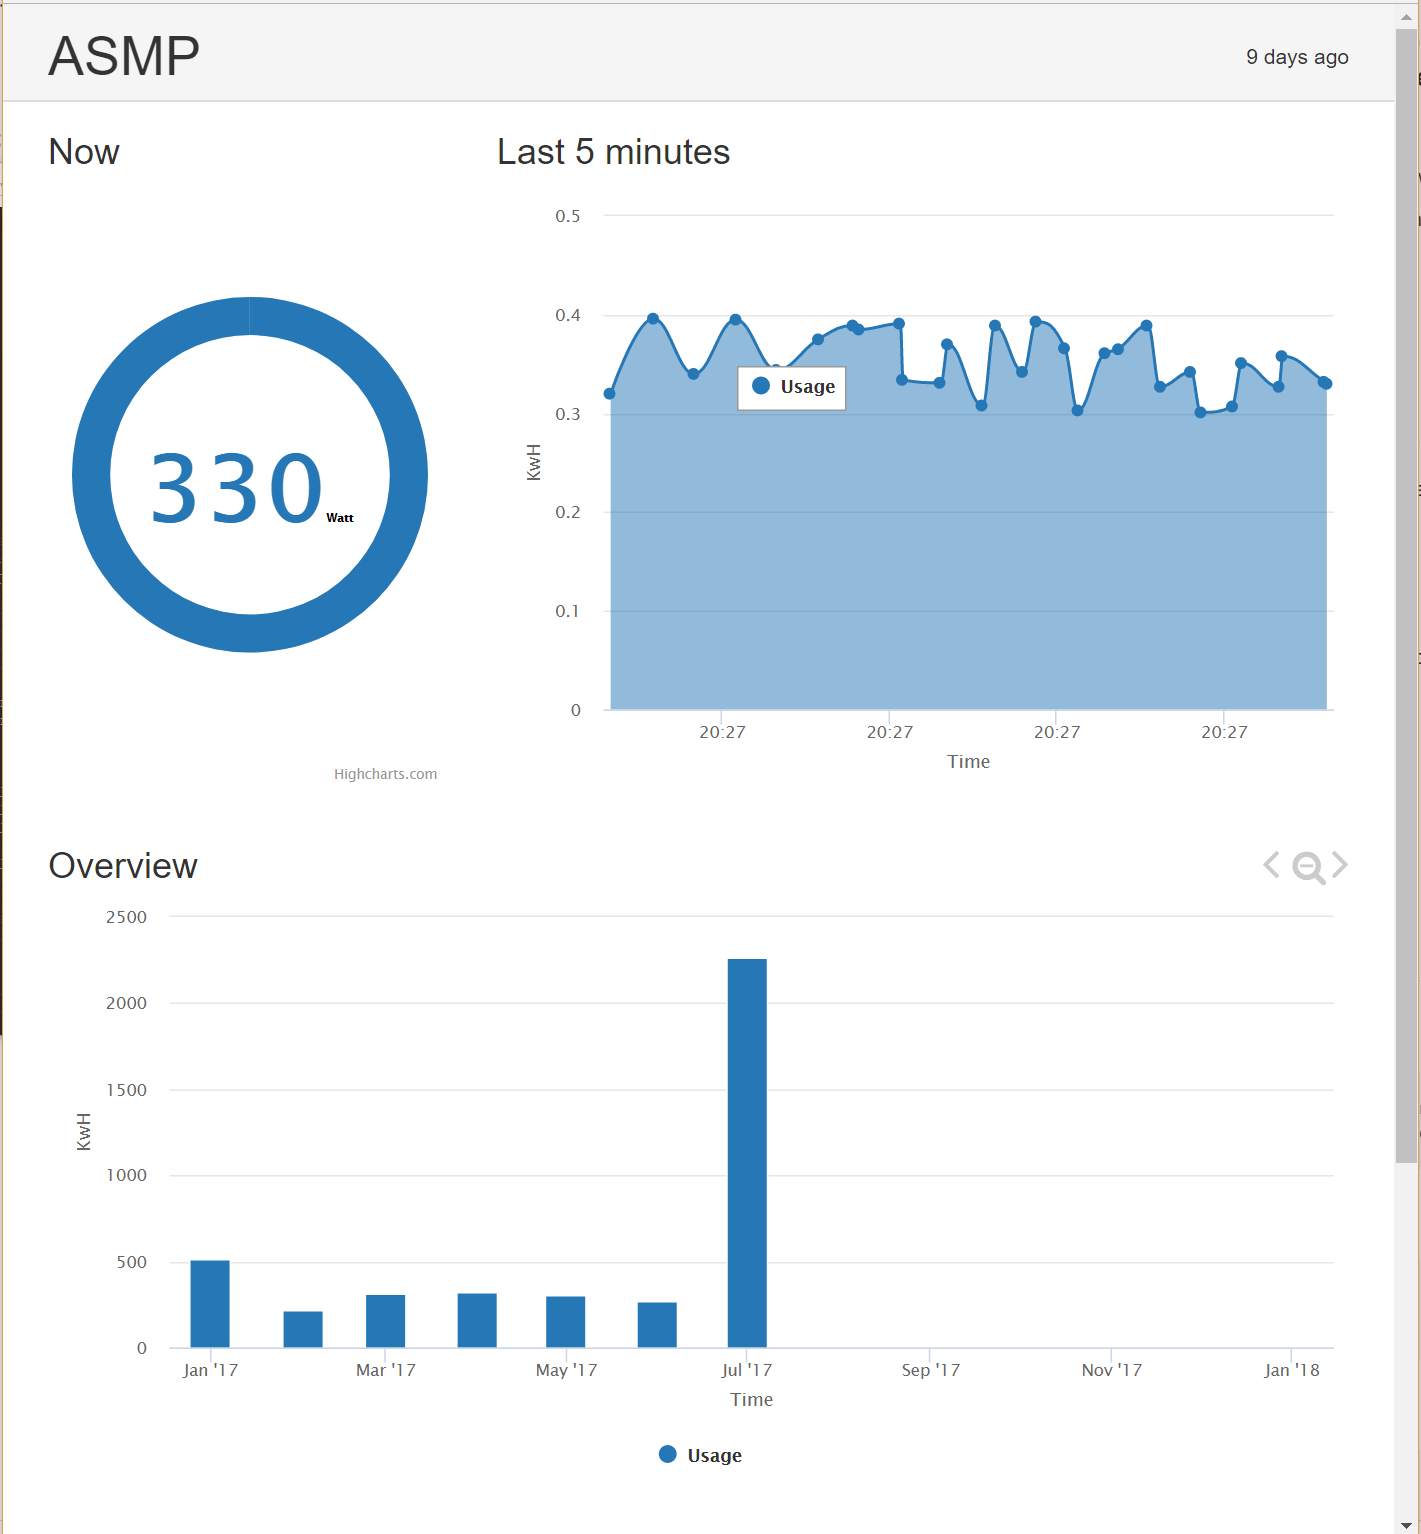 ASMP
9 days ago
Now
Last 5 minutes
330 Watt
Highcharts.com
0.5
0.4
0.3
0.2
0.1
0
KwH
Usage
20:27 20:27 20:27 20:27
Time
Overview
2500
2000
1500
1000
500
0
KwH
Jan '17 Mar '17 May '17 Jul '17 Sep '17 Nov '17 Jan '18
Time
Usage